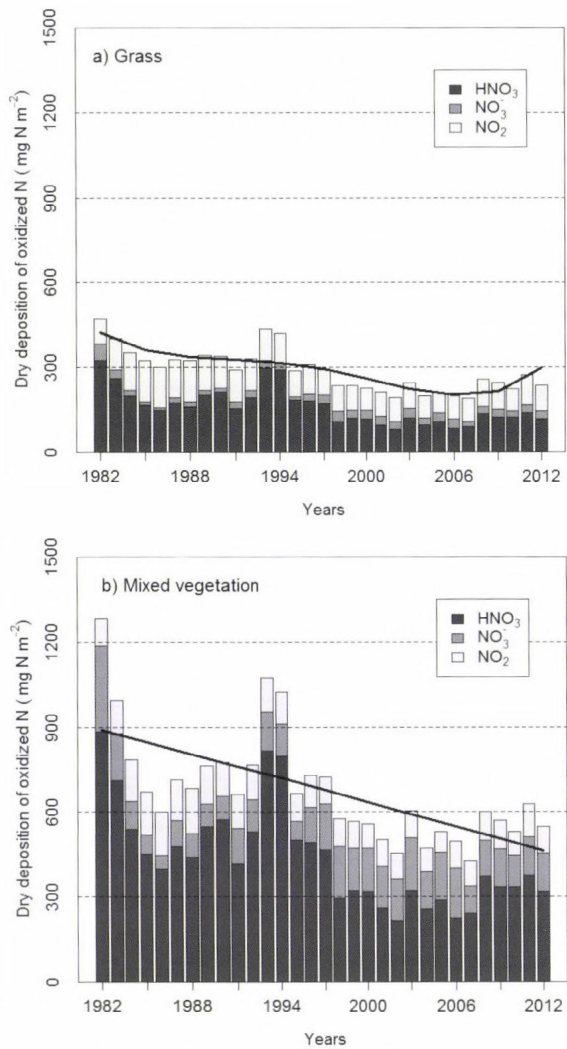 a) Grass
HNO₃
NO₃⁻
NO₂
Dry deposition of oxidized N ( mg N m⁻²)
1500
1200
900
600
300
0
1982
1988
1994
2000
2006
2012
Years
b) Mixed vegetation
HNO₃
NO₃⁻
NO₂
Dry deposition of oxidized N ( mg N m⁻²)
1500
1200
900
600
300
0
1982
1988
1994
2000
2006
2012
Years